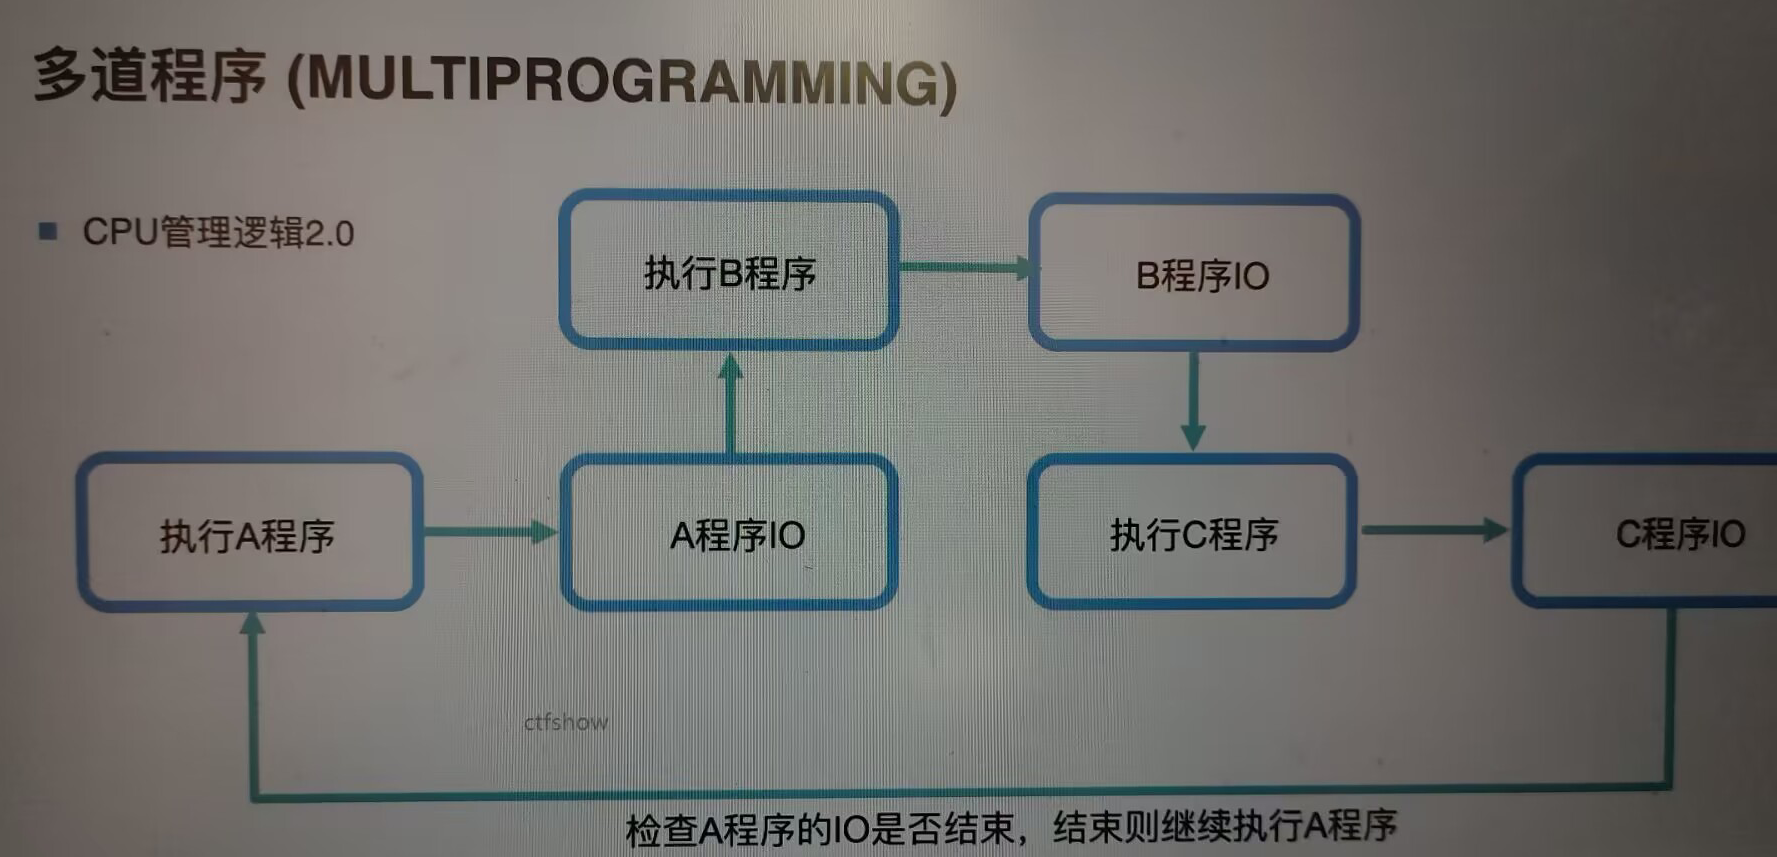 多道程序 (MULTIPROGRAMMING)
CPU管理逻辑2.0
执行B程序
B程序IO
执行A程序
A程序IO
执行C程序
C程序IO
ctfshow
检查A程序的IO是否结束，结束则继续执行A程序